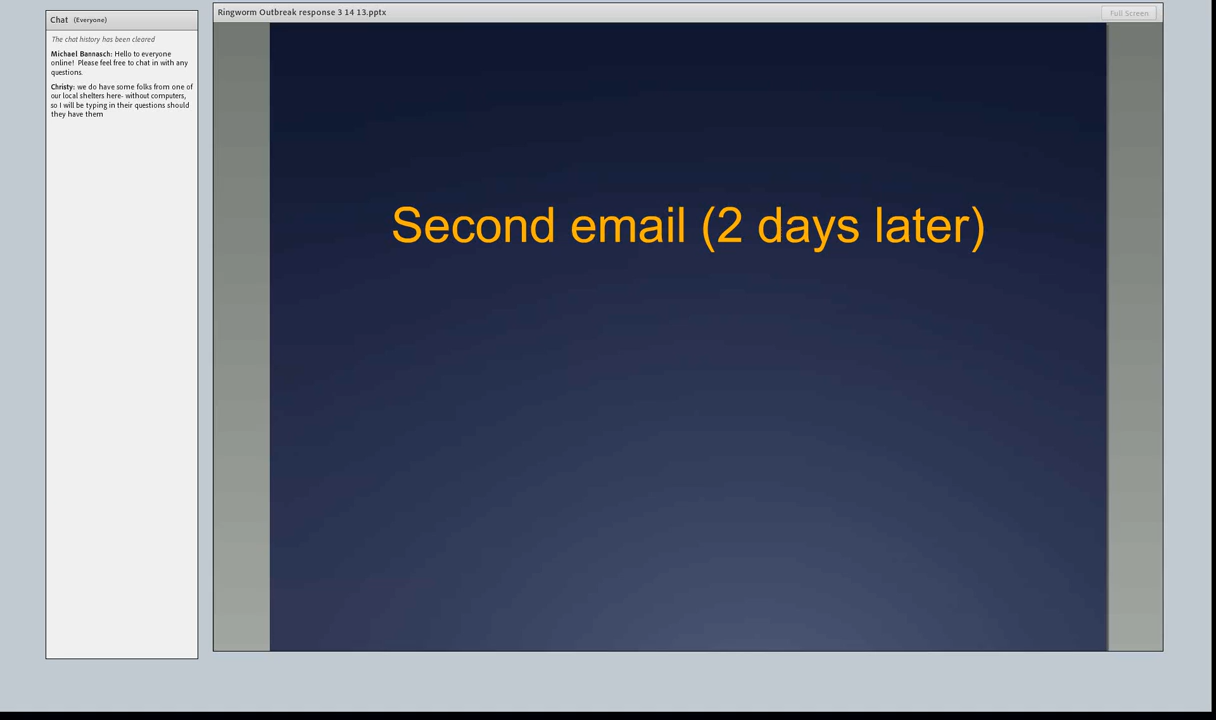 Chat (Everyone)
The chat history has been cleared
Michael Bannasch: Hello to everyone
online! Please feel free to chat in with any
questions.
Christy: we do have some folks from one of
our local shelters here- without computers,
so I will be typing in their questions should
they have them
Ringworm Outbreak response 3 14 13.pptx
Full Screen
Second email (2 days later)